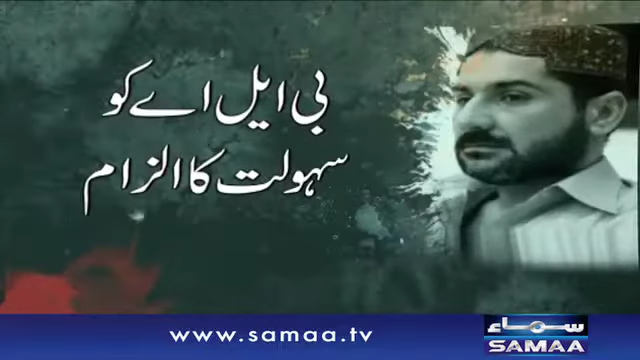 بی ایل اے کو
سہولت کا الزام
www.samaa.tv
سماء
SAMAA